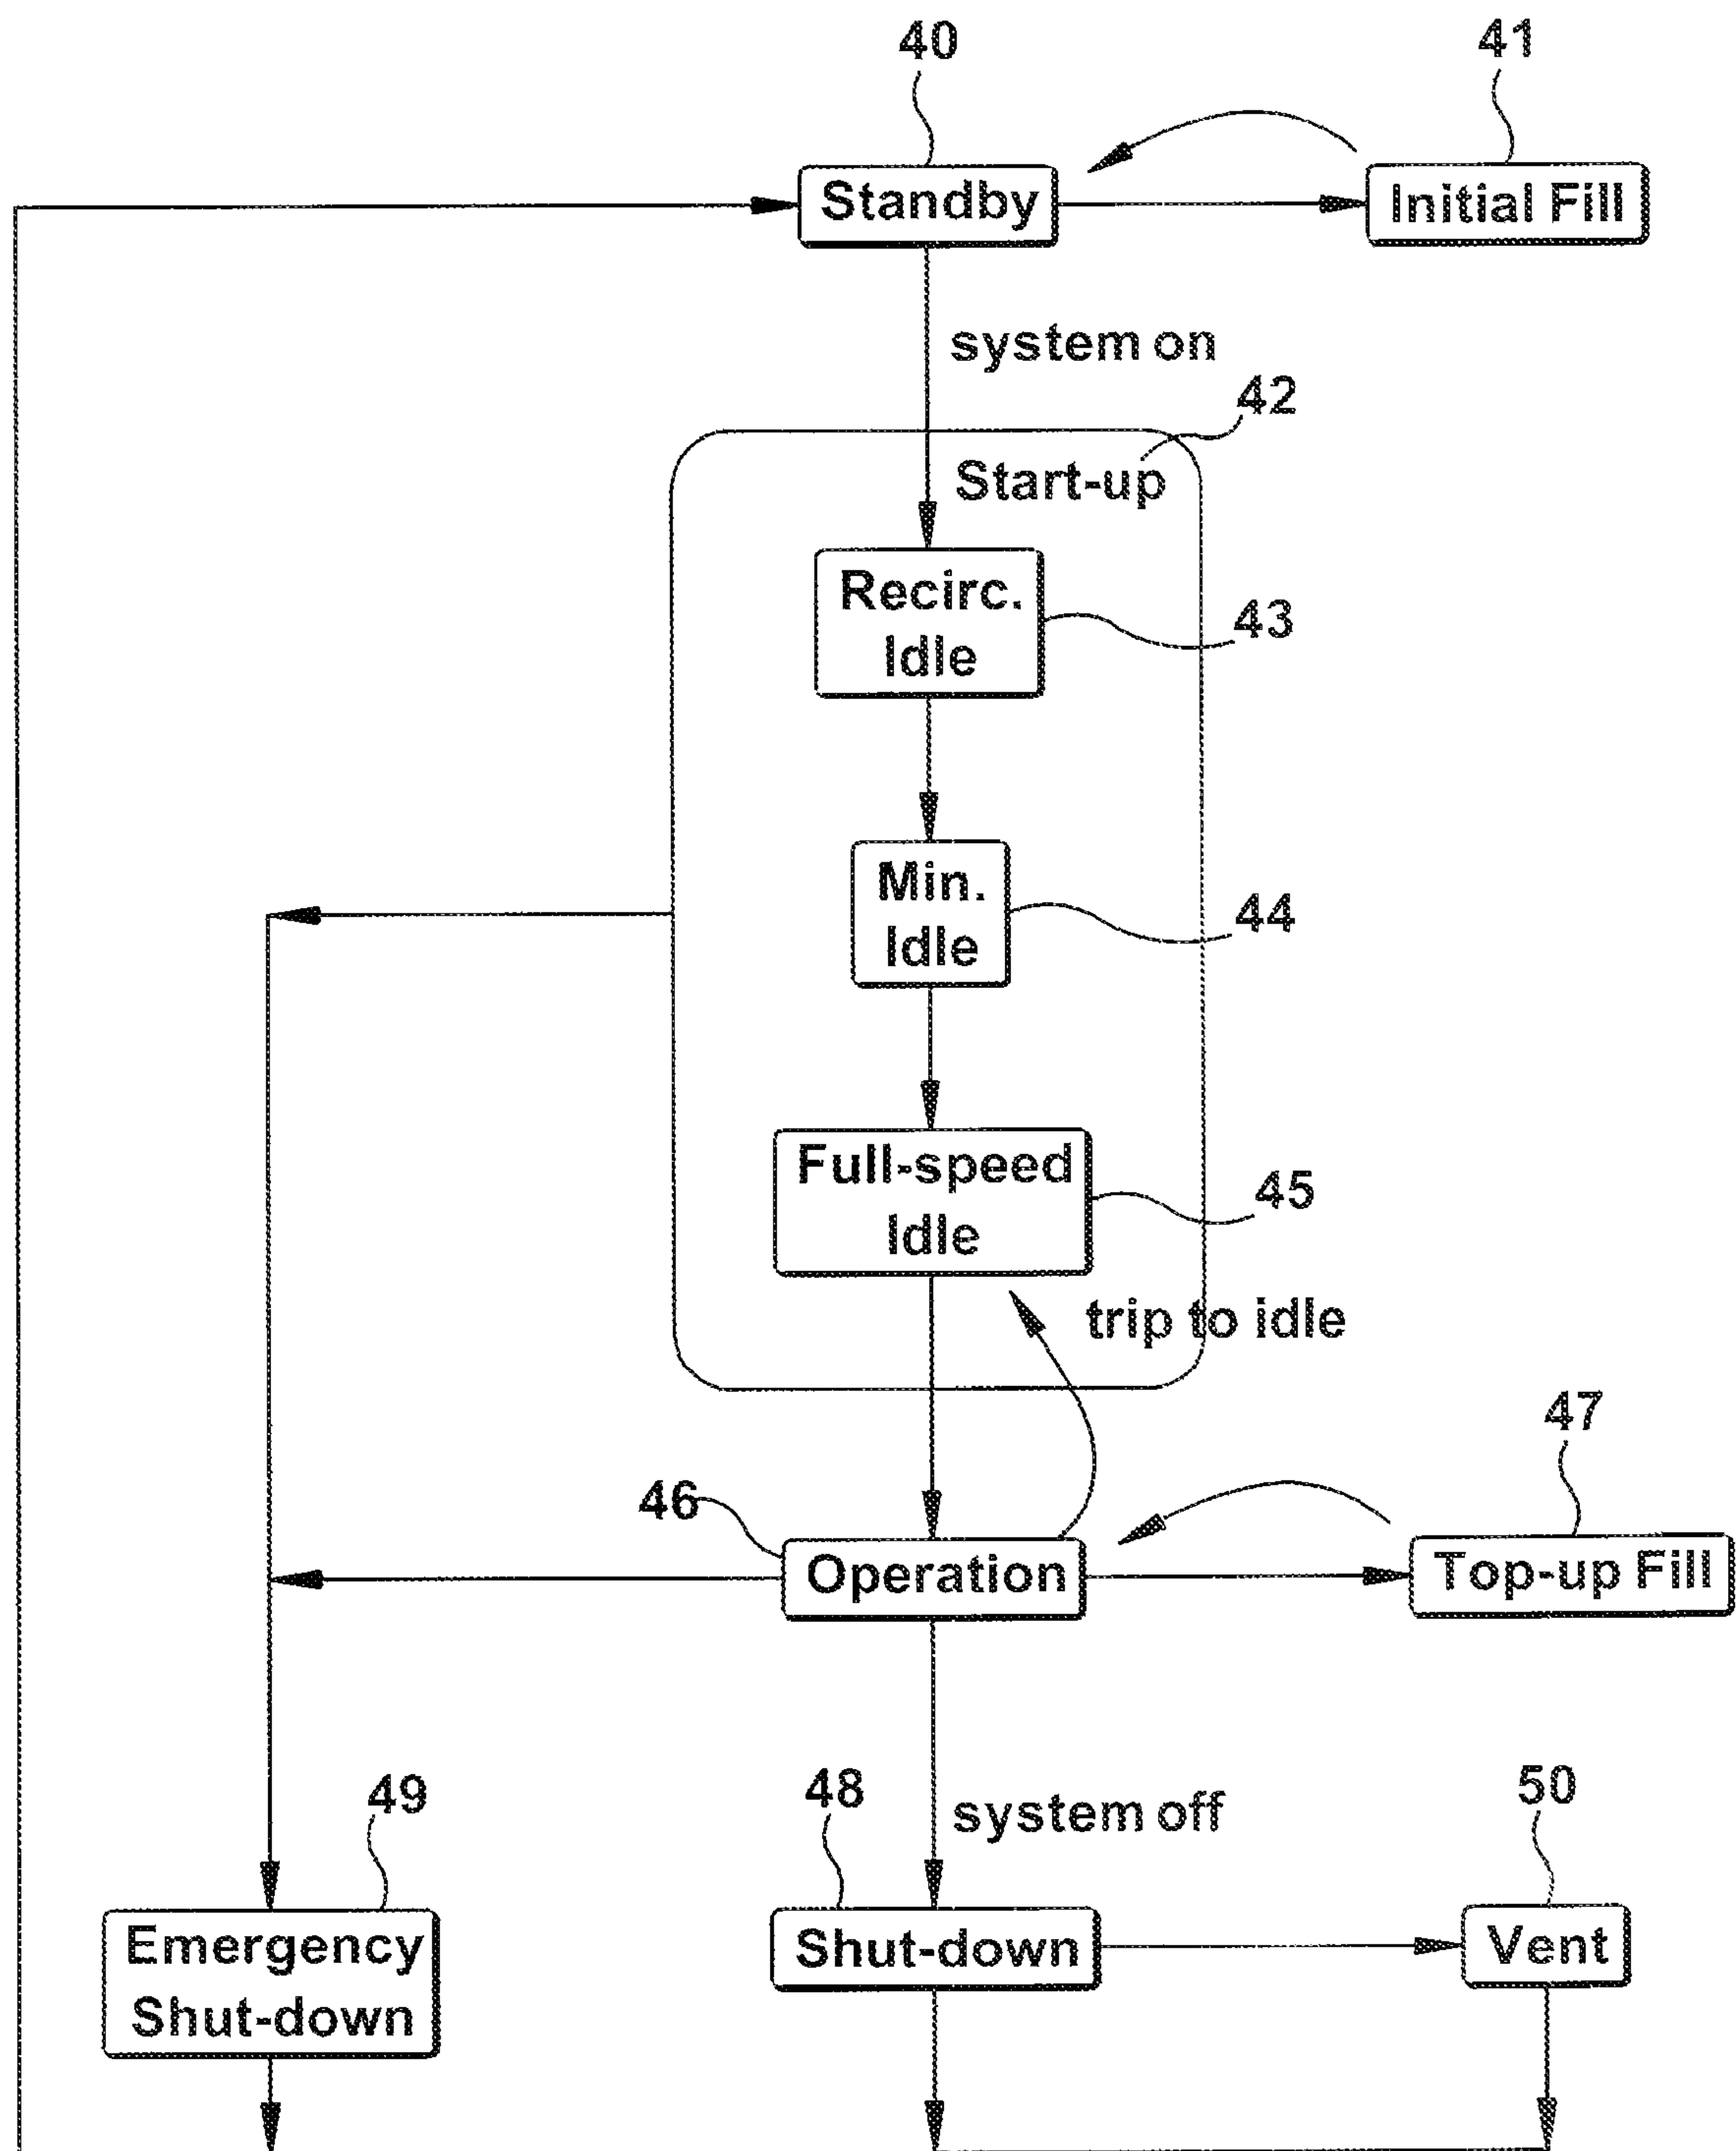 40
41
Standby
Initial Fill
system on
42
Start-up
Recirc.
Idle
43
Min.
Idle
44
Full-speed
Idle
45
trip to idle
47
46
Operation
Top-up Fill
49
48
system off
50
Emergency
Shut-down
Shut-down
Vent